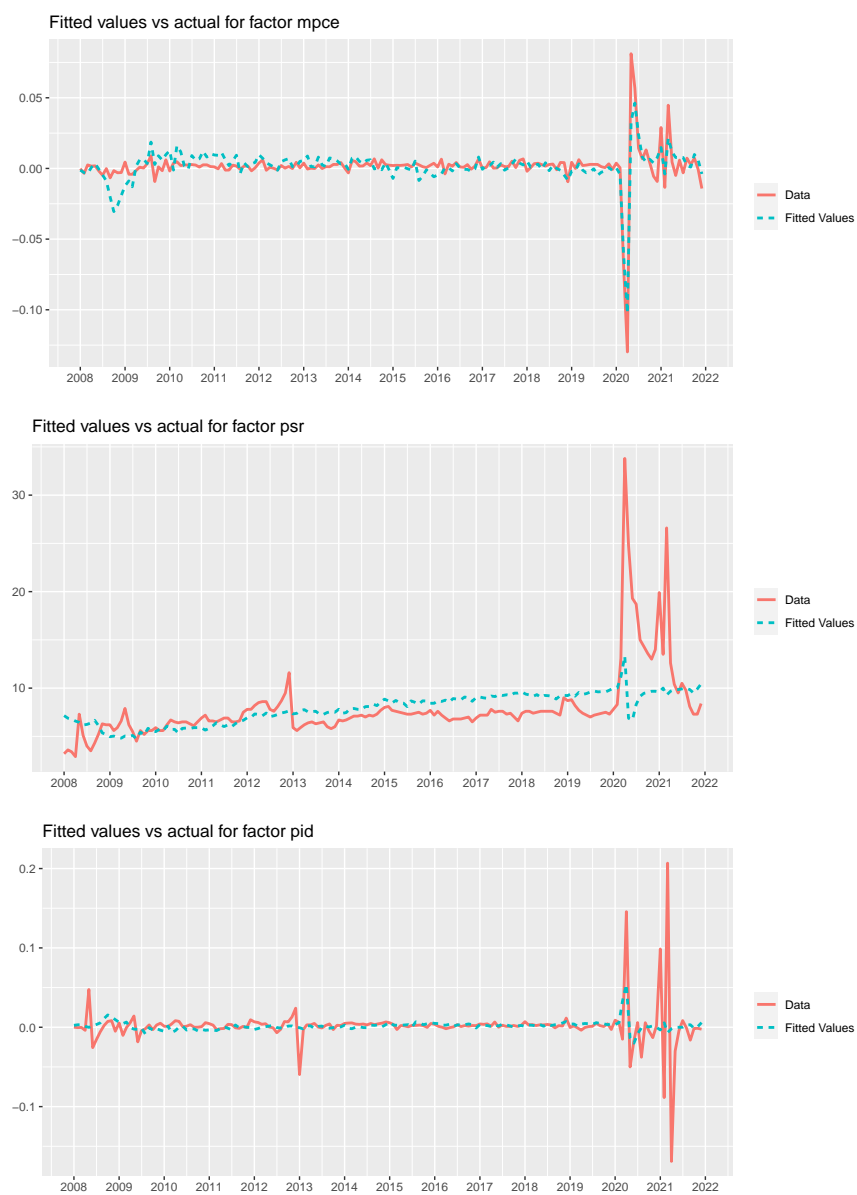 Fitted values vs actual for factor mpce
0.05
0.00
−0.05
−0.10
2008 2009 2010 2011 2012 2013 2014 2015 2016 2017 2018 2019 2020 2021 2022
Data
Fitted Values
Fitted values vs actual for factor psr
30
20
10
2008 2009 2010 2011 2012 2013 2014 2015 2016 2017 2018 2019 2020 2021 2022
Data
Fitted Values
Fitted values vs actual for factor pid
0.2
0.1
0.0
−0.1
2008 2009 2010 2011 2012 2013 2014 2015 2016 2017 2018 2019 2020 2021 2022
Data
Fitted Values